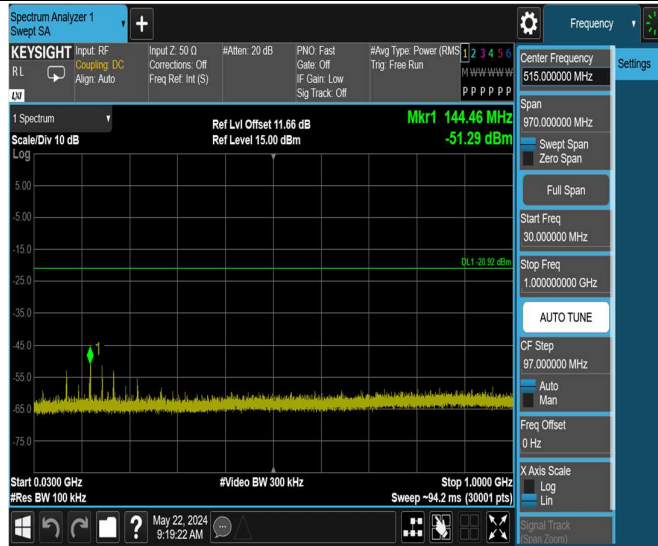 Spectrum Analyzer 1
Swept SA
+
Frequency
KEYSIGHT
RL
LXI
Input: RF
Coupling: DC
Align: Auto
Input Z: 50 Ω
Corrections: Off
Freq Ref: Int (S)
#Atten: 20 dB
PNO: Fast
Gate: Off
IF Gain: Low
Sig Track: Off
#Avg Type: Power (RMS
Trig: Free Run
1 2 3 4 5 6
M W W W W W
P P P P P P
1 Spectrum
Scale/Div 10 dB
Ref Lvl Offset 11.66 dB
Ref Level 15.00 dBm
Mkr1 144.46 MHz
-51.29 dBm
Log
5.00
-5.00
-15.0
DL1 -20.92 dBm
-25.0
-35.0
1
-45.0
-55.0
-65.0
-75.0
Start 0.0300 GHz
#Res BW 100 kHz
#Video BW 300 kHz
Stop 1.0000 GHz
Sweep ~94.2 ms (30001 pts)
?
May 22, 2024
9:19:22 AM
Center Frequency
515.000000 MHz
Settings
Span
970.000000 MHz
Swept Span
Zero Span
Full Span
Start Freq
30.000000 MHz
Stop Freq
1.000000000 GHz
AUTO TUNE
CF Step
97.000000 MHz
Auto
Man
Freq Offset
0 Hz
X Axis Scale
Log
Lin
Signal Track
(Span Zoom)